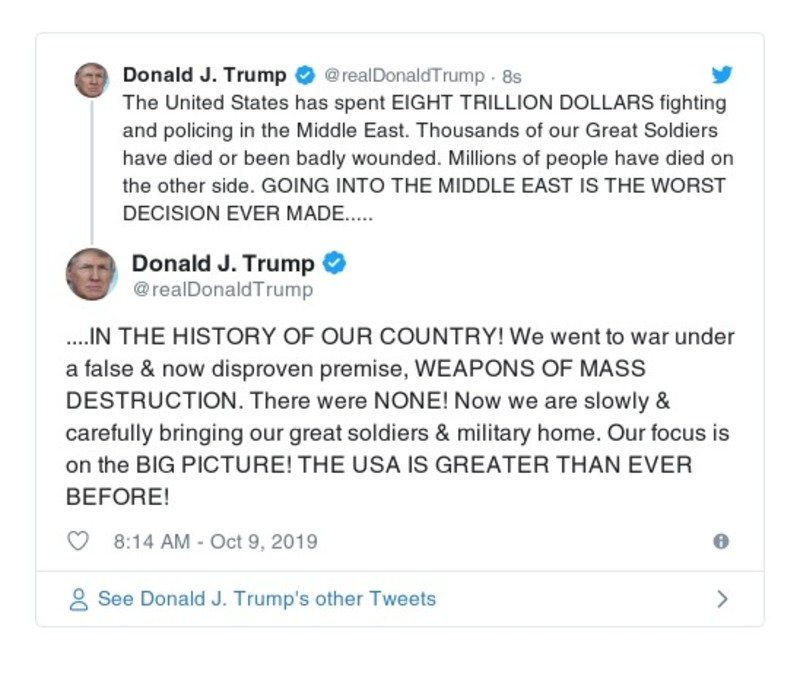 Donald J. Trump @realDonaldTrump · 8s
The United States has spent EIGHT TRILLION DOLLARS fighting
and policing in the Middle East. Thousands of our Great Soldiers
have died or been badly wounded. Millions of people have died on
the other side. GOING INTO THE MIDDLE EAST IS THE WORST
DECISION EVER MADE.....
Donald J. Trump
@realDonaldTrump
....IN THE HISTORY OF OUR COUNTRY! We went to war under
a false & now disproven premise, WEAPONS OF MASS
DESTRUCTION. There were NONE! Now we are slowly &
carefully bringing our great soldiers & military home. Our focus is
on the BIG PICTURE! THE USA IS GREATER THAN EVER
BEFORE!
8:14 AM - Oct 9, 2019
See Donald J. Trump's other Tweets